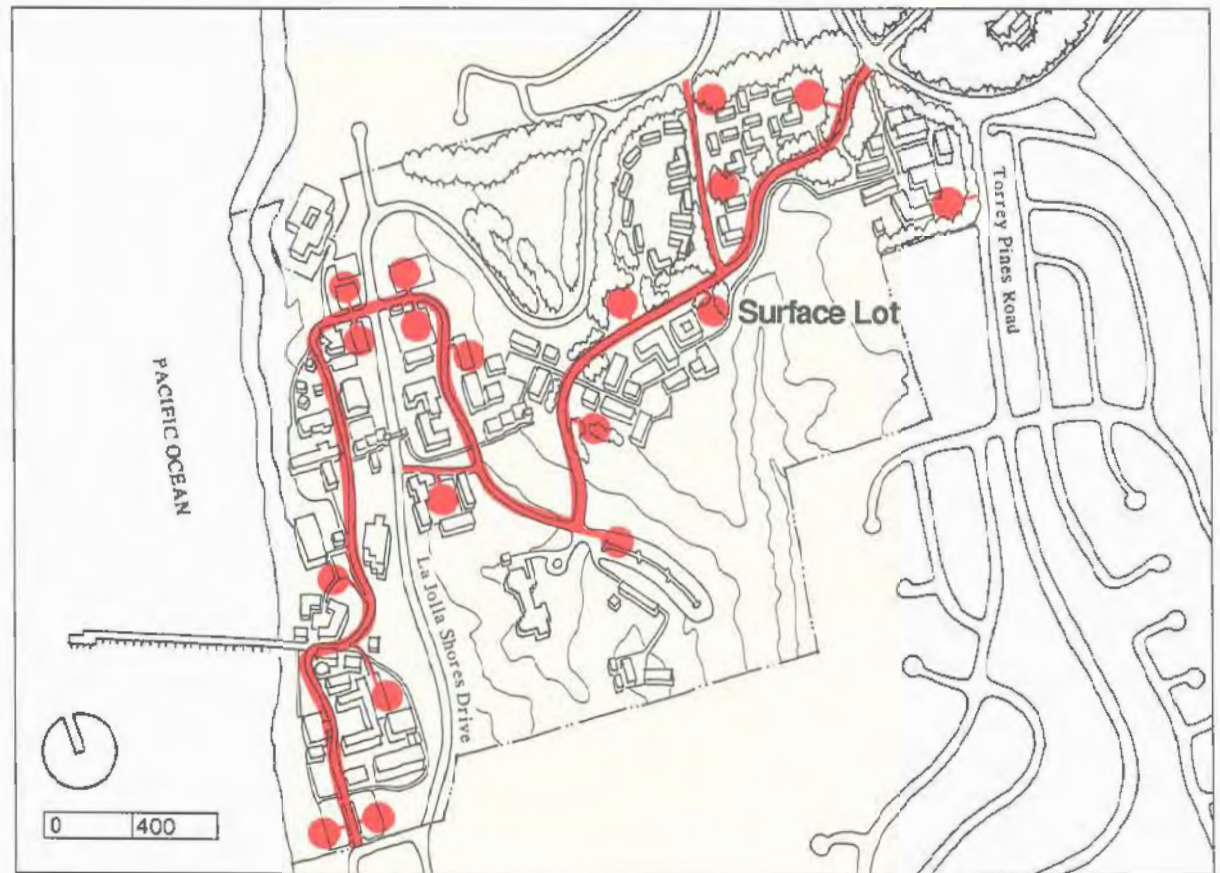 Torrey Pines Road
Surface Lot
PACIFIC OCEAN
La Jolla Shores Drive
0 400